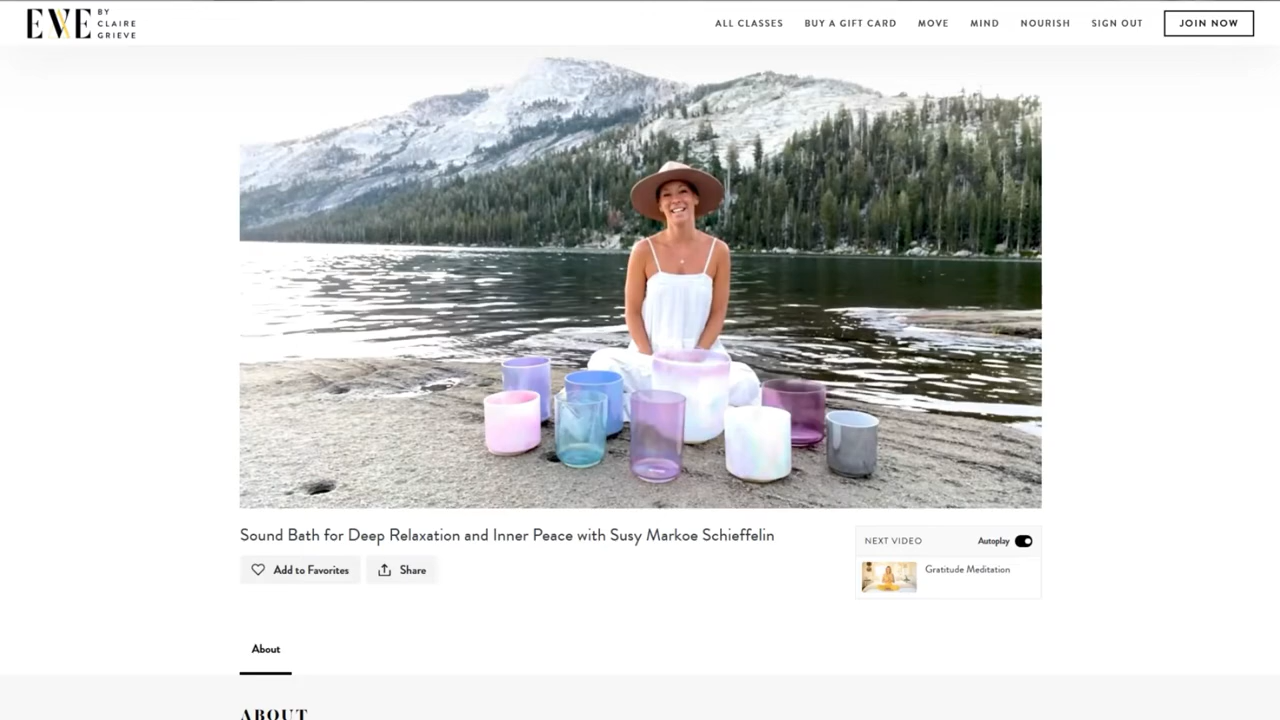 EVE BY CLAIRE GRIEVE
ALL CLASSES
BUY A GIFT CARD
MOVE
MIND
NOURISH
SIGN OUT
JOIN NOW
Sound Bath for Deep Relaxation and Inner Peace with Susy Markoe Schieffelin
Add to Favorites
Share
NEXT VIDEO
Autoplay
Gratitude Meditation
About
ABOUT